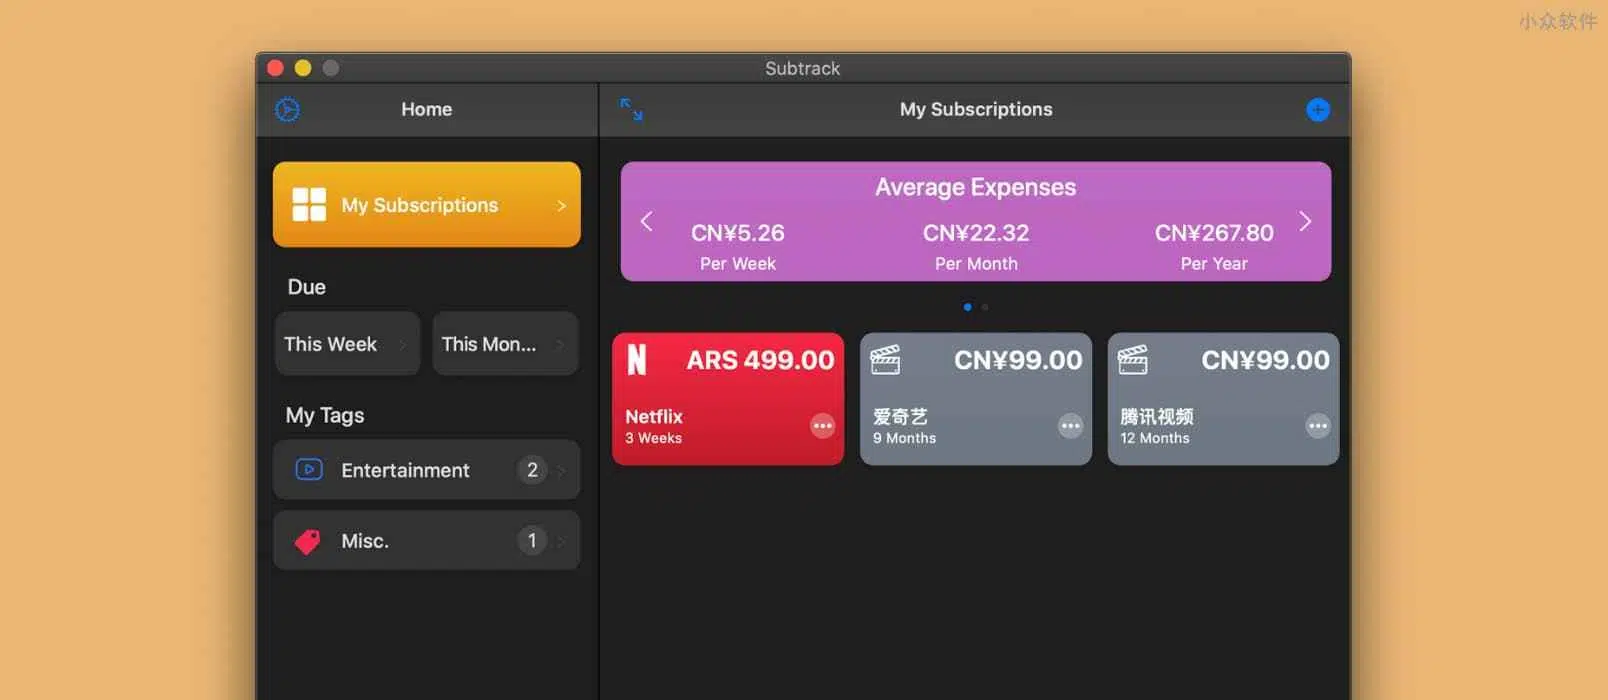 小众软件
Subtrack
Home
My Subscriptions
My Subscriptions
Due
This Week
This Mon...
My Tags
Entertainment 2
Misc. 1
Average Expenses
CN¥5.26 CN¥22.32 CN¥267.80
Per Week Per Month Per Year
N ARS 499.00
Netflix
3 Weeks
CN¥99.00
爱奇艺
9 Months
CN¥99.00
腾讯视频
12 Months